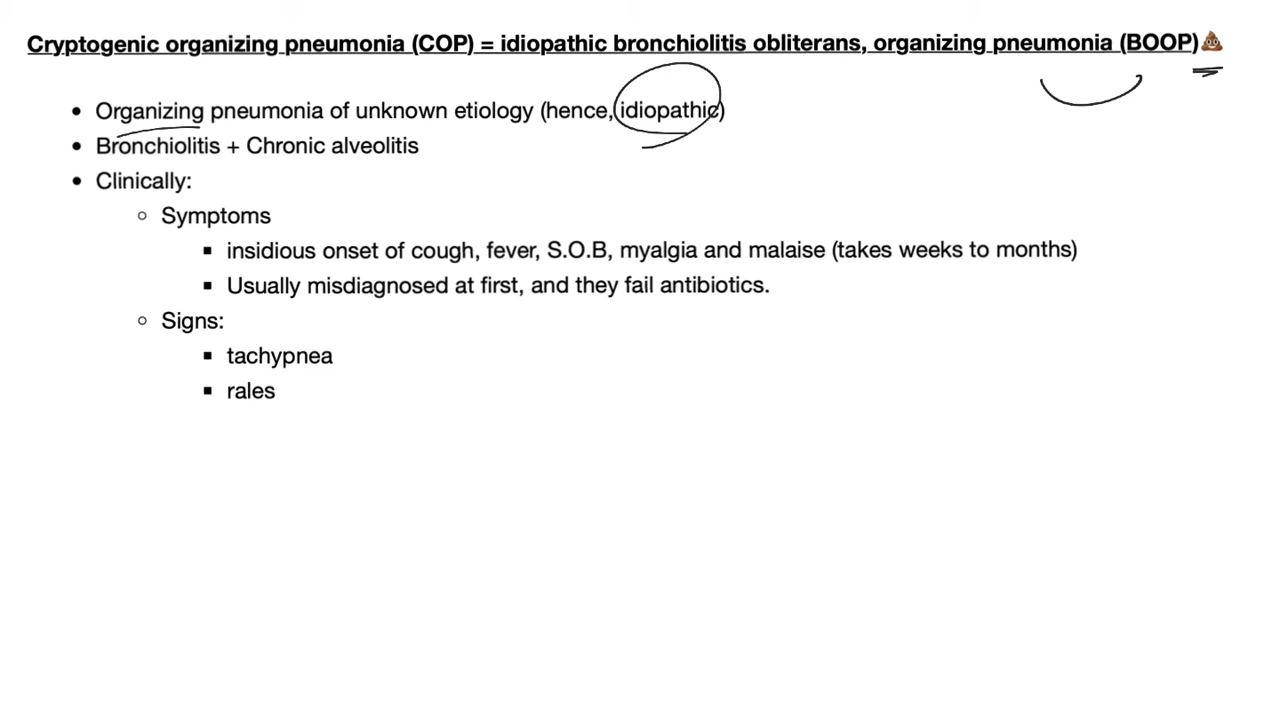 Cryptogenic organizing pneumonia (COP) = idiopathic bronchiolitis obliterans, organizing pneumonia (BOOP)💩
• Organizing pneumonia of unknown etiology (hence, idiopathic)
• Bronchiolitis + Chronic alveolitis
• Clinically:
◦ Symptoms
▪ insidious onset of cough, fever, S.O.B, myalgia and malaise (takes weeks to months)
▪ Usually misdiagnosed at first, and they fail antibiotics.
◦ Signs:
▪ tachypnea
▪ rales